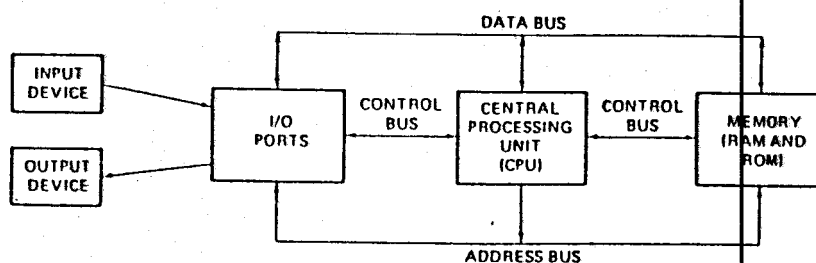 DATA BUS
INPUT
DEVICE
OUTPUT
DEVICE
I/O
PORTS
CONTROL
BUS
CENTRAL
PROCESSING
UNIT
(CPU)
CONTROL
BUS
MEMORY
(RAM AND
ROM)
ADDRESS BUS